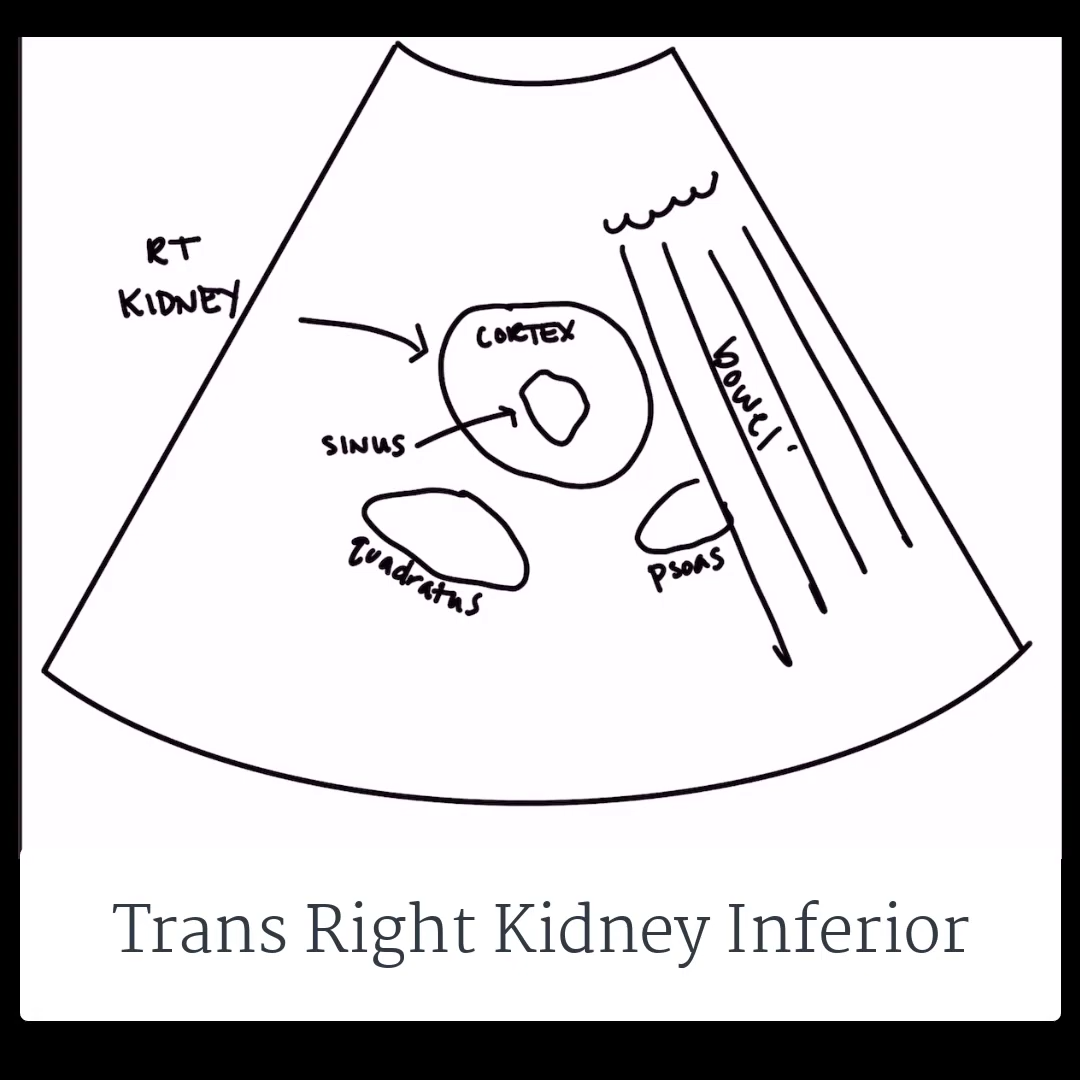 RT
KIDNEY
CORTEX
SINUS
bowel
quadratus
psoas
Trans Right Kidney Inferior